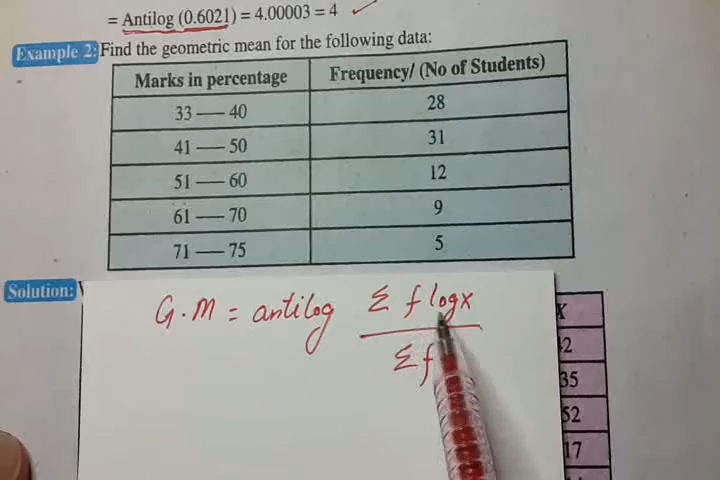 = Antilog (0.6021) = 4.00003 = 4
Example 2: Find the geometric mean for the following data:
Marks in percentage Frequency/ (No of Students)
33 — 40 28
41 — 50 31
51 — 60 12
61 — 70 9
71 — 75 5
Solution:
G.M = antilog Σ f logx
Σ f
X
42
35
52
17